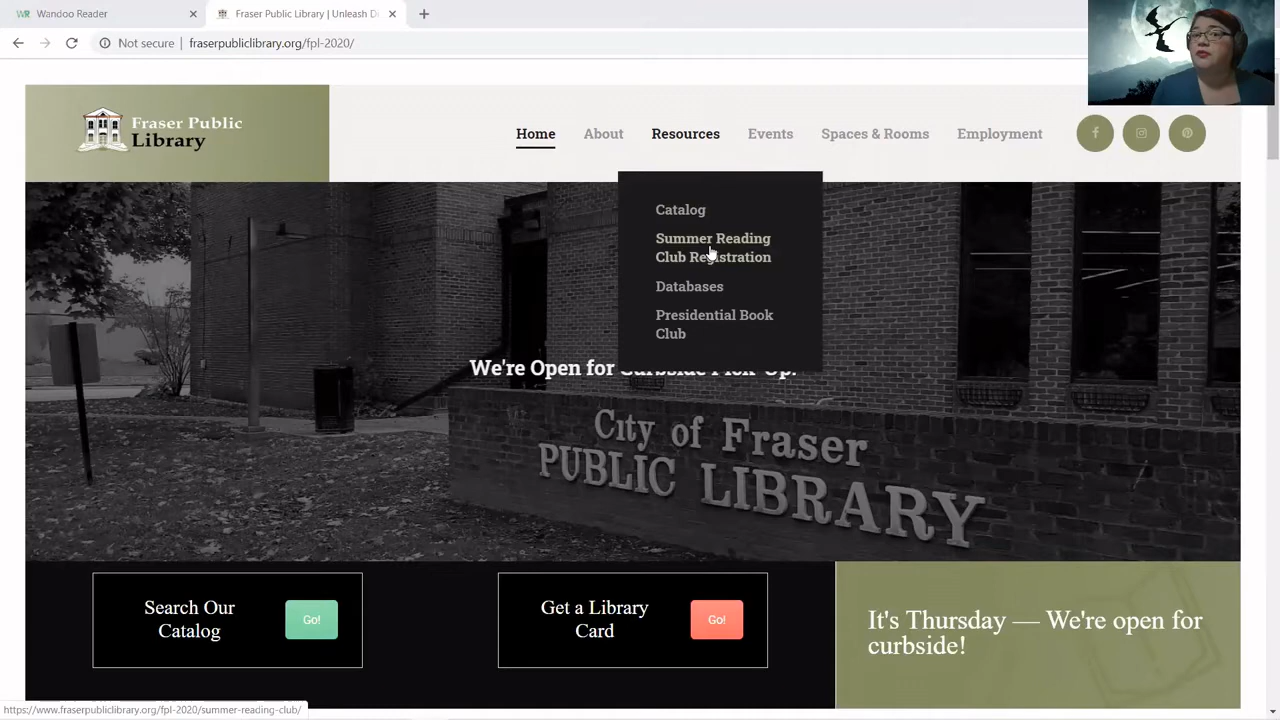 Wandoo Reader
Fraser Public Library | Unleash D
Not secure | fraserpubliclibrary.org/fpl-2020/
Fraser Public
Library
Home
About
Resources
Events
Spaces & Rooms
Employment
Catalog
Summer Reading
Club Registration
Databases
Presidential Book
Club
We're Open for Curbside Pick-Up!
City of Fraser
PUBLIC LIBRARY
Search Our
Catalog
Go!
Get a Library
Card
Go!
It's Thursday — We're open for
curbside!
https://www.fraserpubliclibrary.org/fpl-2020/summer-reading-club/